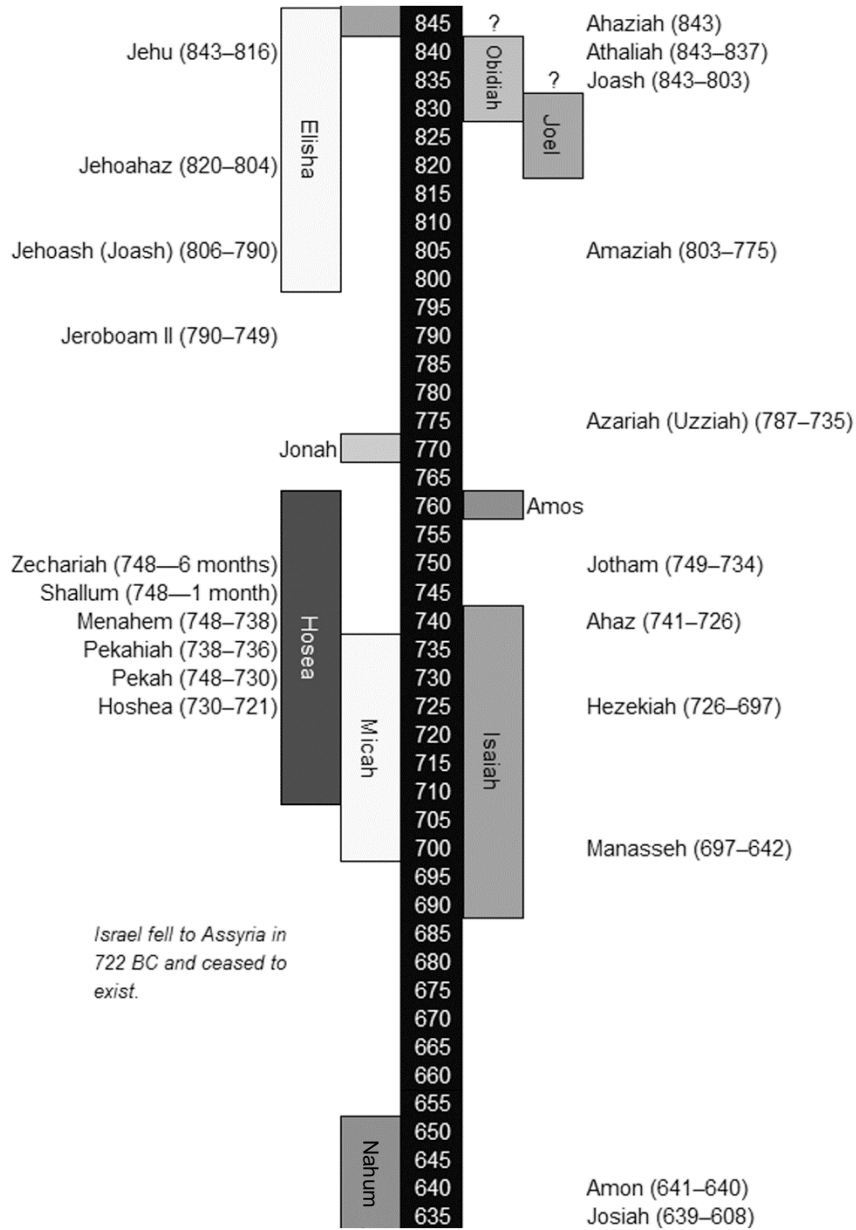 845 ? Ahaziah (843)
Jehu (843–816) 840 Athaliah (843–837)
Obidiah
835 ? Joash (843–803)
830
Elisha 825 Joel
Jehoahaz (820–804) 820
815
810
Jehoash (Joash) (806–790) 805 Amaziah (803–775)
800
795
Jeroboam II (790–749) 790
785
780
775 Azariah (Uzziah) (787–735)
Jonah 770
765
760 Amos
755
Zechariah (748—6 months) 750 Jotham (749–734)
Shallum (748—1 month) 745
Menahem (748–738) 740 Ahaz (741–726)
Hosea
Pekahiah (738–736) 735
Pekah (748–730) 730
Hoshea (730–721) 725 Hezekiah (726–697)
720
Micah 715 Isaiah
710
705
700 Manasseh (697–642)
695
690
Israel fell to Assyria in 685
722 BC and ceased to 680
exist. 675
670
665
660
655
650
Nahum 645
640 Amon (641–640)
635 Josiah (639–608)